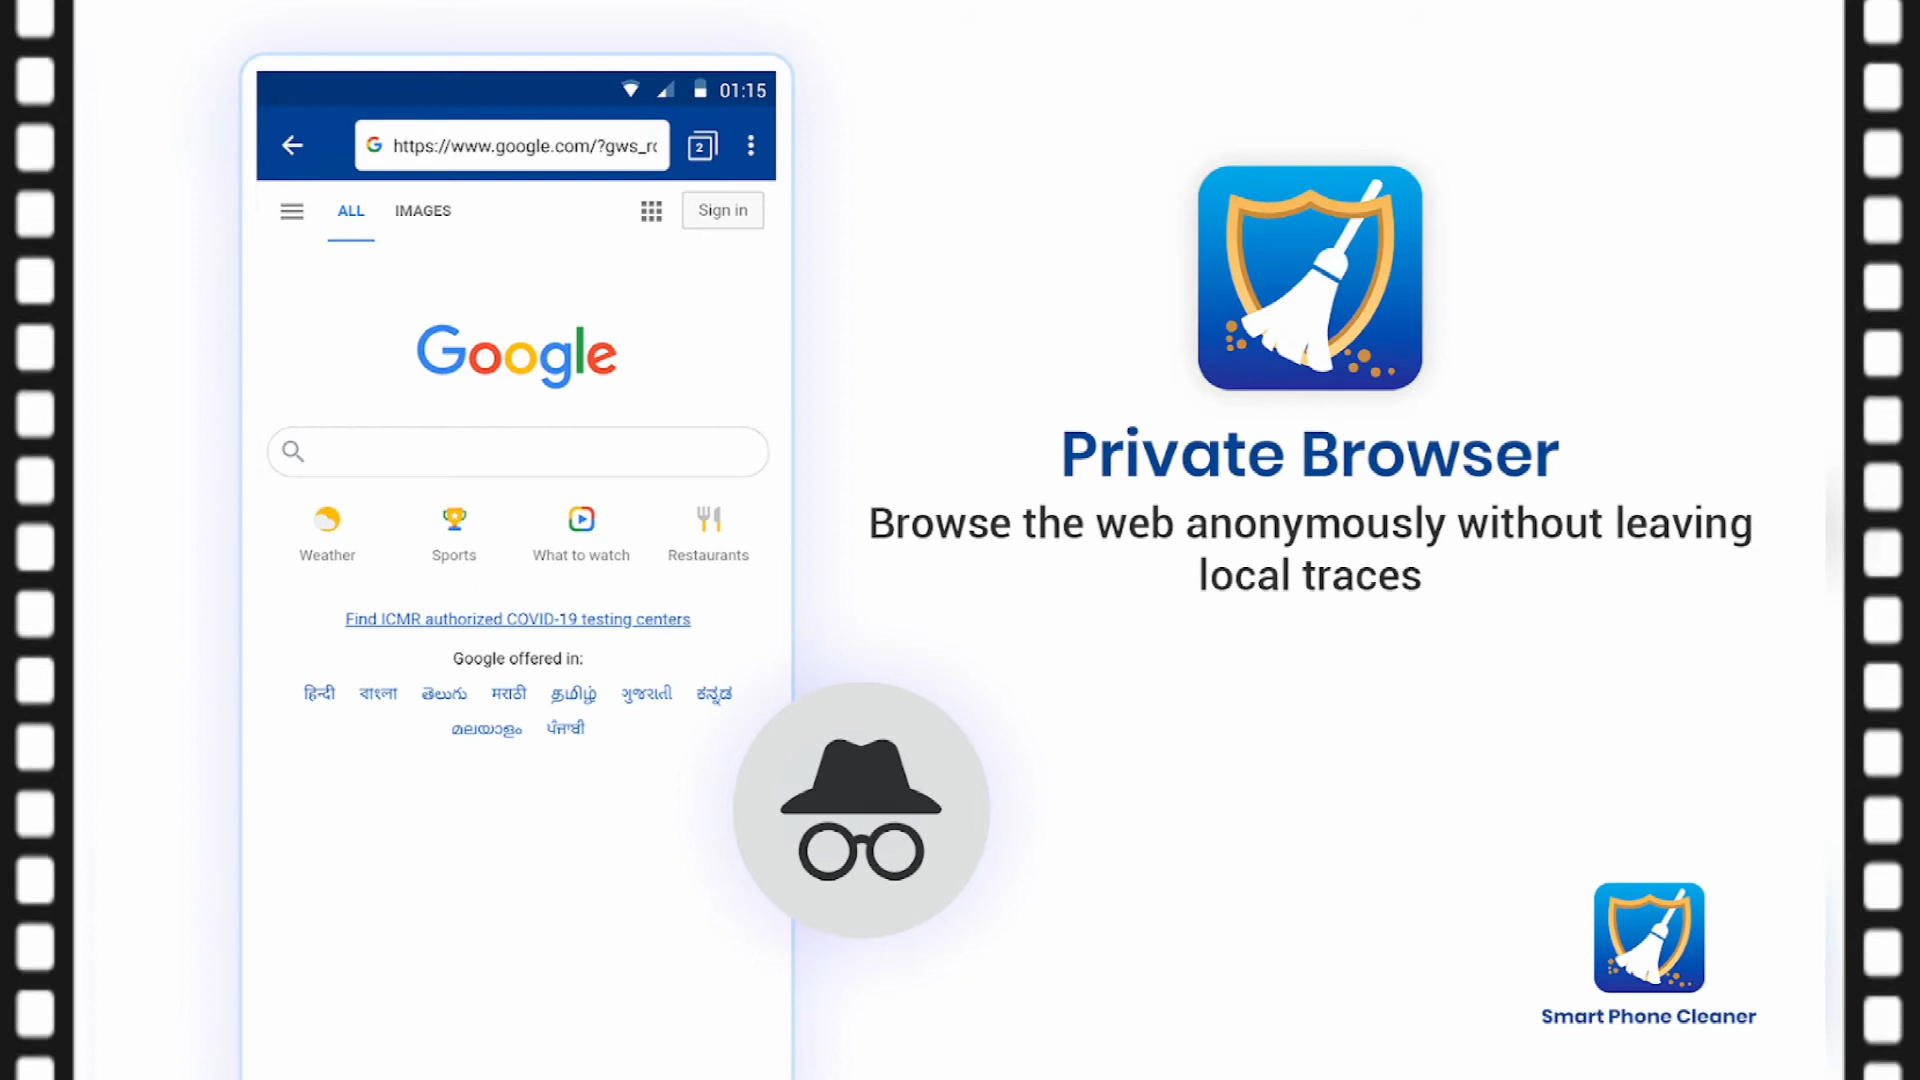 01:15
https://www.google.com/?gws_rd
2
ALL IMAGES Sign in
Google
Weather Sports What to watch Restaurants
Find ICMR authorized COVID-19 testing centers
Google offered in:
हिन्दी বাংলা తెలుగు मराठी தமிழ் ગુજરાતી ಕನ್ನಡ
മലയാളം ਪੰਜਾਬੀ
Private Browser
Browse the web anonymously without leaving
local traces
Smart Phone Cleaner